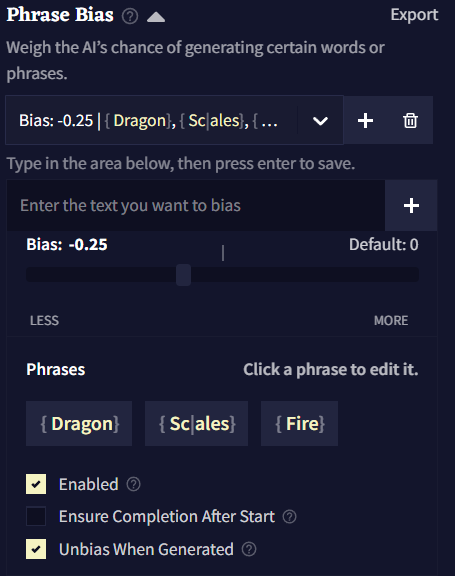 Phrase Bias
Export
Weigh the AI's chance of generating certain words or
phrases.
Bias: -0.25 | { Dragon}, { Sc|ales}, { ...
Type in the area below, then press enter to save.
Enter the text you want to bias
Bias: -0.25
Default: 0
LESS
MORE
Phrases
Click a phrase to edit it.
{ Dragon}
{ Sc|ales}
{ Fire}
Enabled
Ensure Completion After Start
Unbias When Generated